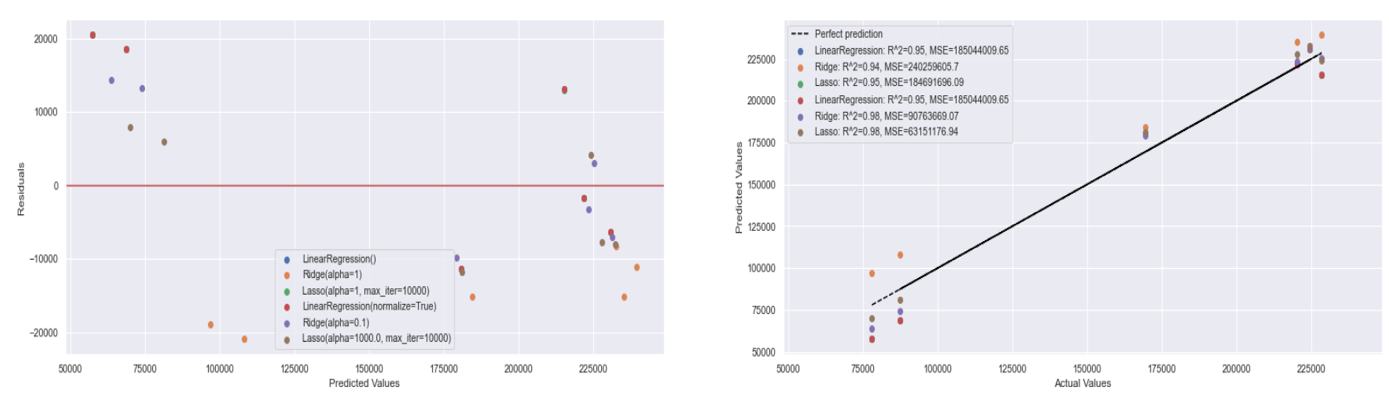 20000
10000
0
−10000
−20000
Residuals
50000 75000 100000 125000 150000 175000 200000 225000
Predicted Values
LinearRegression()
Ridge(alpha=1)
Lasso(alpha=1, max_iter=10000)
LinearRegression(normalize=True)
Ridge(alpha=0.1)
Lasso(alpha=1000.0, max_iter=10000)
225000
200000
175000
150000
125000
100000
75000
50000
Predicted Values
50000 75000 100000 125000 150000 175000 200000 225000
Actual Values
Perfect prediction
LinearRegression: R^2=0.95, MSE=185044009.65
Ridge: R^2=0.94, MSE=240259605.7
Lasso: R^2=0.95, MSE=184691696.09
LinearRegression: R^2=0.95, MSE=185044009.65
Ridge: R^2=0.98, MSE=90763669.07
Lasso: R^2=0.98, MSE=63151176.94